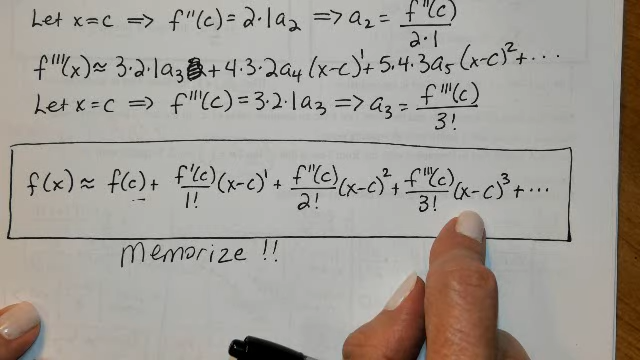 Let x=c ⟹ f''(c) = 2·1a₂ ⟹ a₂ = f''(c)/2·1
f'''(x) ≈ 3·2·1a₃ + 4·3·2a₄ (x-c)¹ + 5·4·3a₅ (x-c)² + ···
Let x=c ⟹ f'''(c) = 3·2·1a₃ ⟹ a₃ = f'''(c)/3!
f(x) ≈ f(c) + f'(c)/1! (x-c)¹ + f''(c)/2! (x-c)² + f'''(c)/3! (x-c)³ + ···
Memorize !!